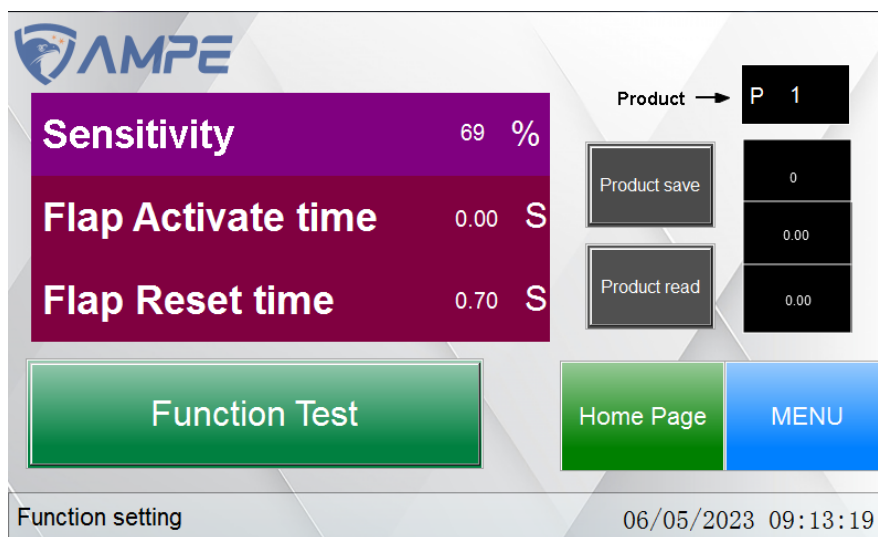 AMPE
Product P 1
Sensitivity 69 %
Flap Activate time 0.00 S
Flap Reset time 0.70 S
Product save
0
0.00
Product read
0.00
Function Test
Home Page
MENU
Function setting
06/05/2023 09:13:19